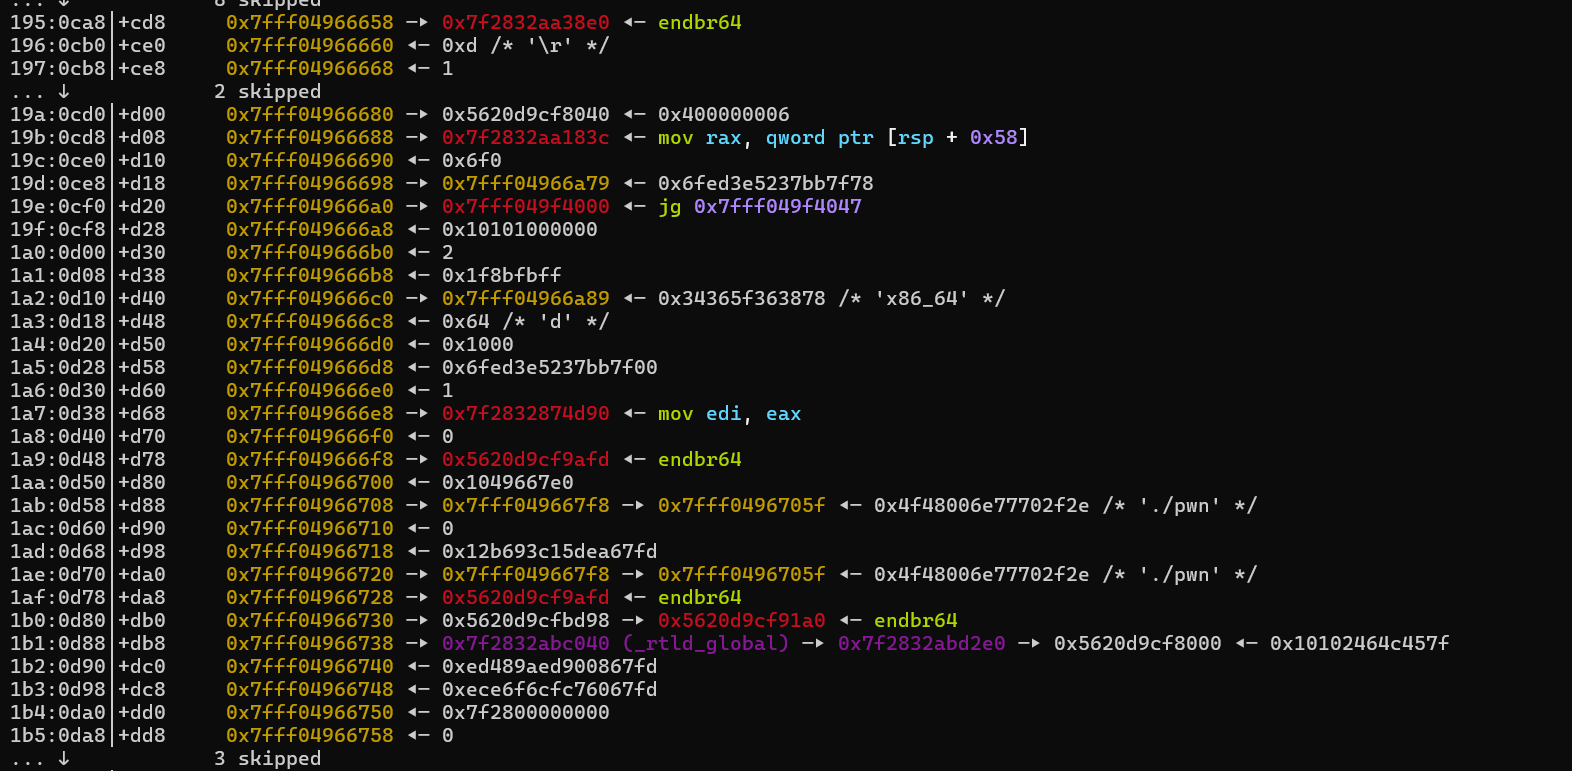 ... ↓            8 skipped
195:0ca8│+cd8     0x7fff04966658 —▸ 0x7f2832aa38e0 ◂— endbr64
196:0cb0│+ce0     0x7fff04966660 ◂— 0xd /* '\r' */
197:0cb8│+ce8     0x7fff04966668 ◂— 1
... ↓            2 skipped
19a:0cd0│+d00     0x7fff04966680 —▸ 0x5620d9cf8040 ◂— 0x400000006
19b:0cd8│+d08     0x7fff04966688 —▸ 0x7f2832aa183c ◂— mov rax, qword ptr [rsp + 0x58]
19c:0ce0│+d10     0x7fff04966690 ◂— 0x6f0
19d:0ce8│+d18     0x7fff04966698 —▸ 0x7fff04966a79 ◂— 0x6fed3e5237bb7f78
19e:0cf0│+d20     0x7fff049666a0 —▸ 0x7fff049f4000 ◂— jg 0x7fff049f4047
19f:0cf8│+d28     0x7fff049666a8 ◂— 0x10101000000
1a0:0d00│+d30     0x7fff049666b0 ◂— 2
1a1:0d08│+d38     0x7fff049666b8 ◂— 0x1f8bfbff
1a2:0d10│+d40     0x7fff049666c0 —▸ 0x7fff04966a89 ◂— 0x34365f363878 /* 'x86_64' */
1a3:0d18│+d48     0x7fff049666c8 ◂— 0x64 /* 'd' */
1a4:0d20│+d50     0x7fff049666d0 ◂— 0x1000
1a5:0d28│+d58     0x7fff049666d8 ◂— 0x6fed3e5237bb7f00
1a6:0d30│+d60     0x7fff049666e0 ◂— 1
1a7:0d38│+d68     0x7fff049666e8 —▸ 0x7f2832874d90 ◂— mov edi, eax
1a8:0d40│+d70     0x7fff049666f0 ◂— 0
1a9:0d48│+d78     0x7fff049666f8 —▸ 0x5620d9cf9afd ◂— endbr64
1aa:0d50│+d80     0x7fff04966700 ◂— 0x1049667e0
1ab:0d58│+d88     0x7fff04966708 —▸ 0x7fff049667f8 —▸ 0x7fff0496705f ◂— 0x4f48006e77702f2e /* './pwn' */
1ac:0d60│+d90     0x7fff04966710 ◂— 0
1ad:0d68│+d98     0x7fff04966718 ◂— 0x12b693c15dea67fd
1ae:0d70│+da0     0x7fff04966720 —▸ 0x7fff049667f8 —▸ 0x7fff0496705f ◂— 0x4f48006e77702f2e /* './pwn' */
1af:0d78│+da8     0x7fff04966728 —▸ 0x5620d9cf9afd ◂— endbr64
1b0:0d80│+db0     0x7fff04966730 —▸ 0x5620d9cfbd98 —▸ 0x5620d9cf91a0 ◂— endbr64
1b1:0d88│+db8     0x7fff04966738 —▸ 0x7f2832abc040 (_rtld_global) —▸ 0x7f2832abd2e0 —▸ 0x5620d9cf8000 ◂— 0x10102464c457f
1b2:0d90│+dc0     0x7fff04966740 ◂— 0xed489aed900867fd
1b3:0d98│+dc8     0x7fff04966748 ◂— 0xece6f6cfc76067fd
1b4:0da0│+dd0     0x7fff04966750 ◂— 0x7f2800000000
1b5:0da8│+dd8     0x7fff04966758 ◂— 0
... ↓            3 skipped